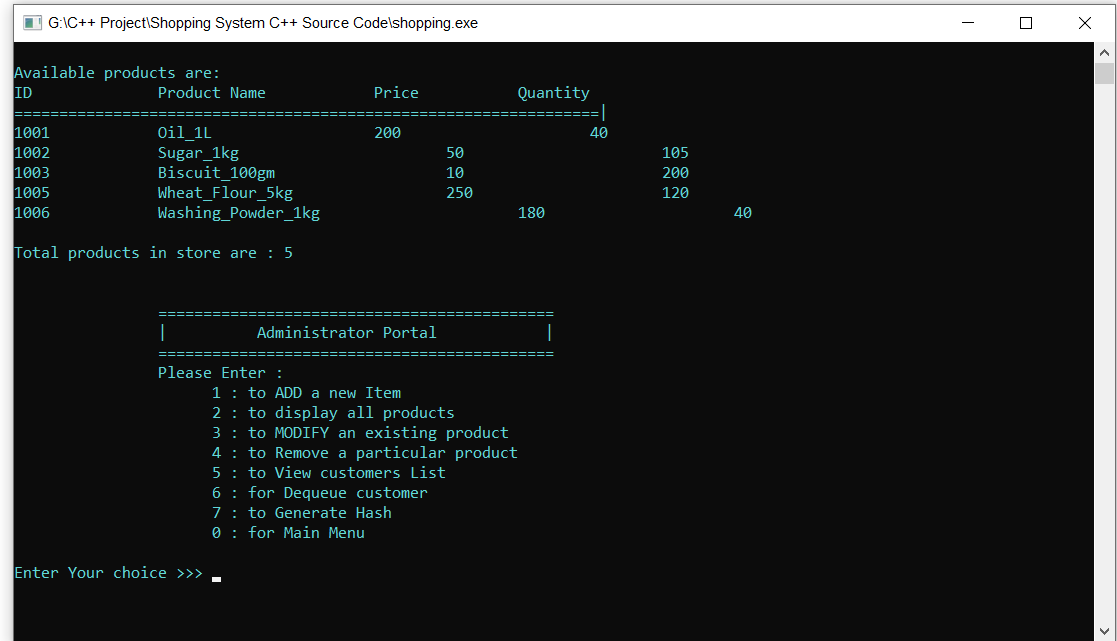 G:\C++ Project\Shopping System C++ Source Code\shopping.exe
Available products are:
ID Product Name Price Quantity
==================================================================|
1001 Oil_1L 200 40
1002 Sugar_1kg 50 105
1003 Biscuit_100gm 10 200
1005 Wheat_Flour_5kg 250 120
1006 Washing_Powder_1kg 180 40
Total products in store are : 5
============================================
| Administrator Portal |
============================================
Please Enter :
1 : to ADD a new Item
2 : to display all products
3 : to MODIFY an existing product
4 : to Remove a particular product
5 : to View customers List
6 : for Dequeue customer
7 : to Generate Hash
0 : for Main Menu
Enter Your choice >>>